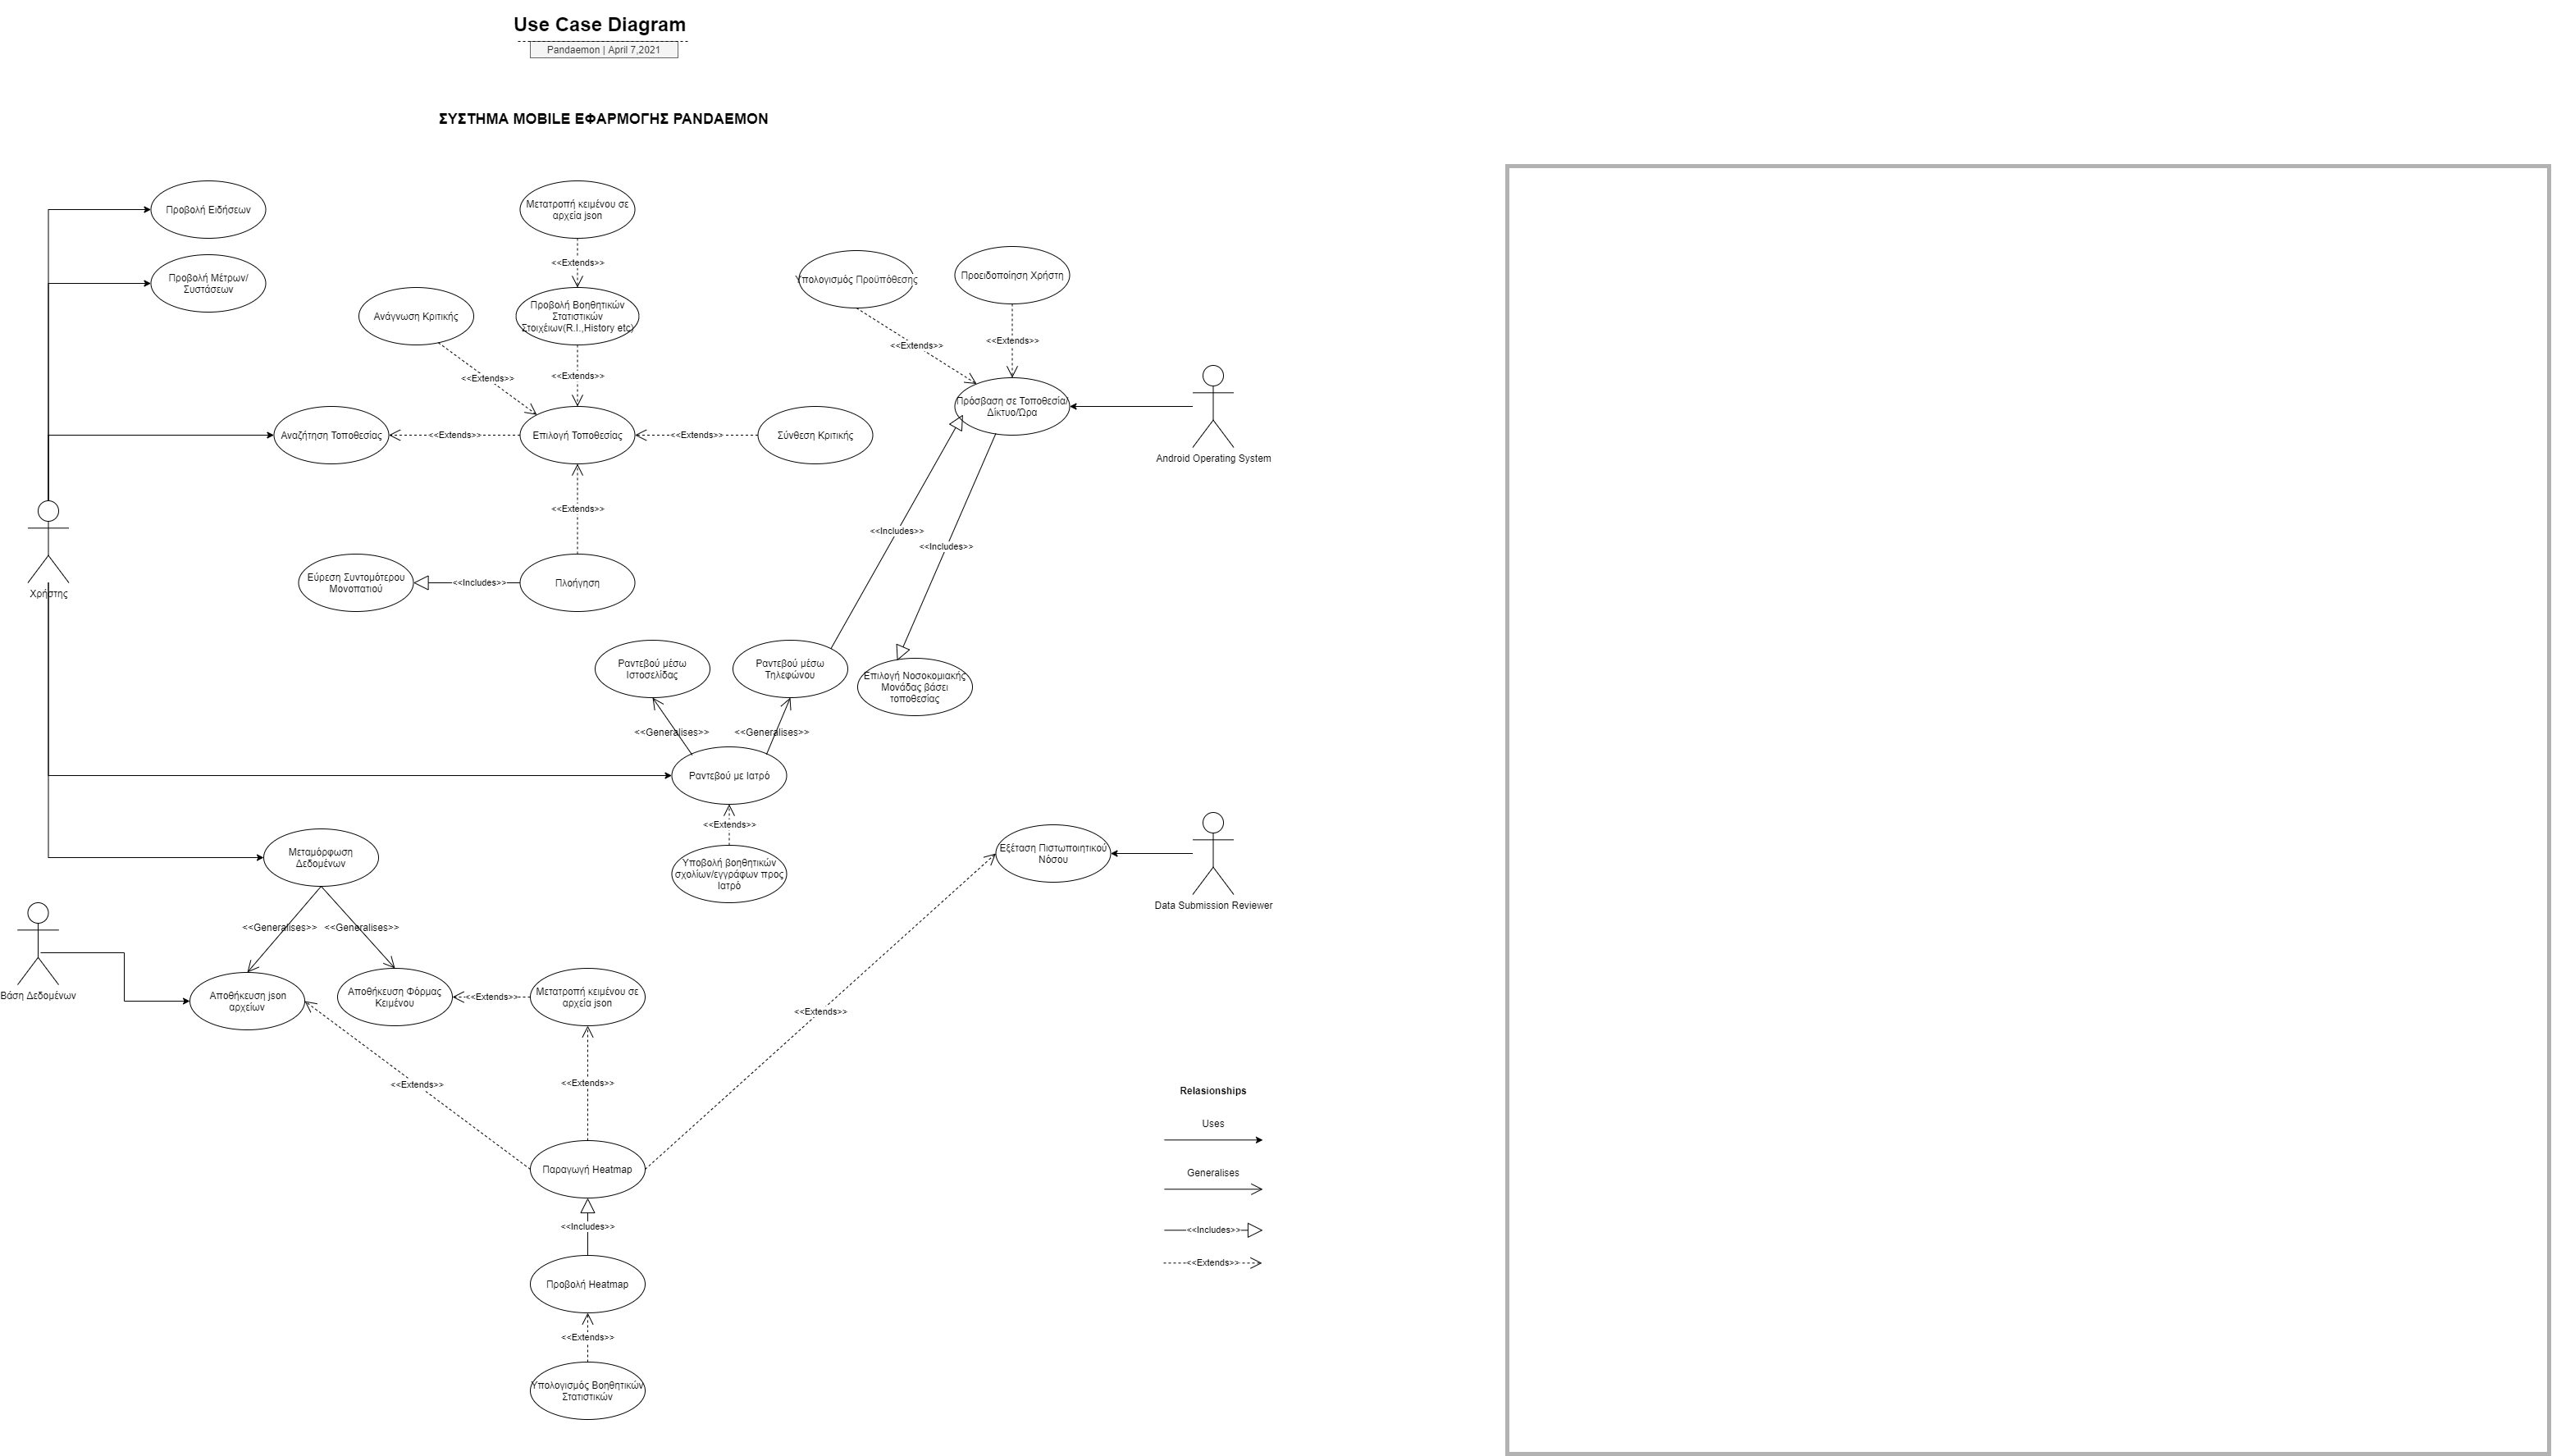 Use Case Diagram
Pandaemon | April 7,2021
ΣΥΣΤΗΜΑ MOBILE ΕΦΑΡΜΟΓΗΣ PANDAEMON
Προβολή Ειδήσεων
Μετατροπή κειμένου σε
αρχεία json
<<Extends>>
Προβολή Μέτρων/
Συστάσεων
Υπολογισμός Προϋπόθεσης
Προειδοποίηση Χρήστη
Ανάγνωση Κριτικής
Προβολή Βοηθητικών
Στατιστικών
Στοιχέιων(R.I.,History etc)
<<Extends>>
<<Extends>>
<<Extends>>
<<Extends>>
Πρόσβαση σε Τοποθεσία/
Δίκτυο/Ώρα
Android Operating System
Αναζήτηση Τοποθεσίας
<<Extends>>
Επιλογή Τοποθεσίας
<<Extends>>
Σύνθεση Κριτικής
<<Extends>>
<<Includes>>
<<Includes>>
Χρήστης
Εύρεση Συντομότερου
Μονοπατιού
<<Includes>>
Πλοήγηση
Ραντεβού μέσω
Ιστοσελίδας
Ραντεβού μέσω
Τηλεφώνου
Επιλογή Νοσοκομιακής
Μονάδας βάσει
τοποθεσίας
<<Generalises>>
<<Generalises>>
Ραντεβού με Ιατρό
<<Extends>>
Υποβολή βοηθητικών
σχολίων/εγγράφων προς
Ιατρό
Εξέταση Πιστωποιητικού
Νόσου
Data Submission Reviewer
Μεταμόρφωση
Δεδομένων
<<Generalises>>
<<Generalises>>
Βάση Δεδομένων
Αποθήκευση json
αρχείων
Αποθήκευση Φόρμας
Κειμένου
<<Extends>>
Μετατροπή κειμένου σε
αρχεία json
<<Extends>>
<<Extends>>
<<Extends>>
Παραγωγή Heatmap
<<Includes>>
Προβολή Heatmap
<<Extends>>
Υπολογισμός Βοηθητικών
Στατιστικών
Relasionships
Uses
Generalises
<<Includes>>
<<Extends>>